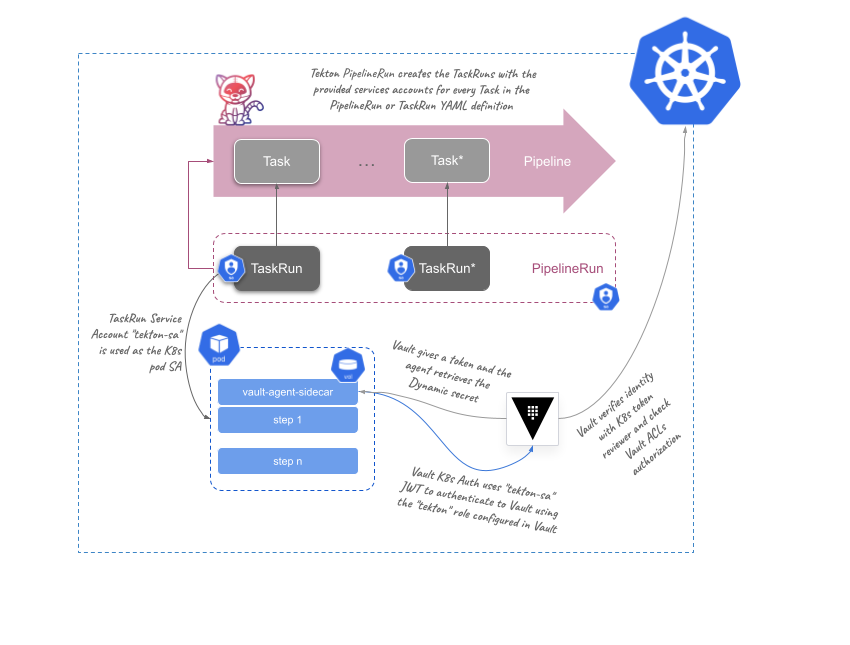 Tekton PipelineRun creates the TaskRuns with the
provided services accounts for every Task in the
PipelineRun or TaskRun YAML definition
Task
...
Task*
Pipeline
TaskRun
TaskRun*
PipelineRun
TaskRun Service
Account "tekton-sa"
is used as the K8s
pod SA
pod
vol
vault-agent-sidecar
step 1
step n
Vault gives a token and the
agent retrieves the
Dynamic secret
Vault verifies identity
with K8s token
reviewer and check
Vault ACLs
authorization
Vault K8s Auth uses "tekton-sa"
JWT to authenticate to Vault using
the "tekton" role configured in Vault